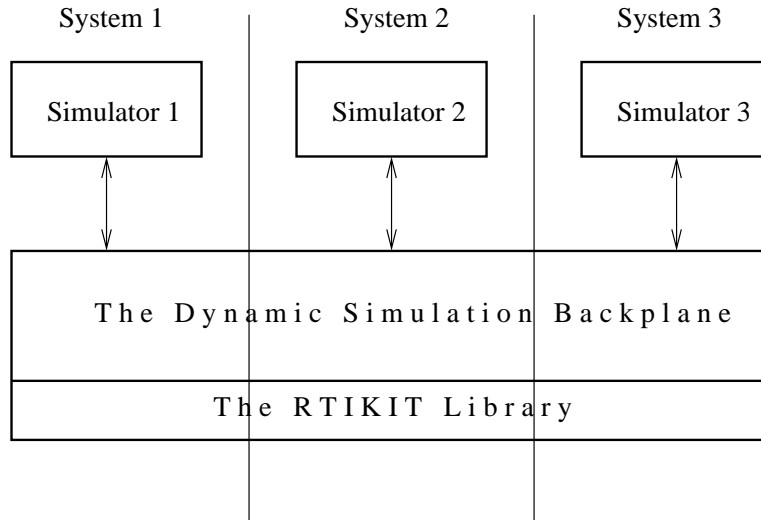 System 1 System 2 System 3
Simulator 1 Simulator 2 Simulator 3
The Dynamic Simulation Backplane
The RTIKIT Library